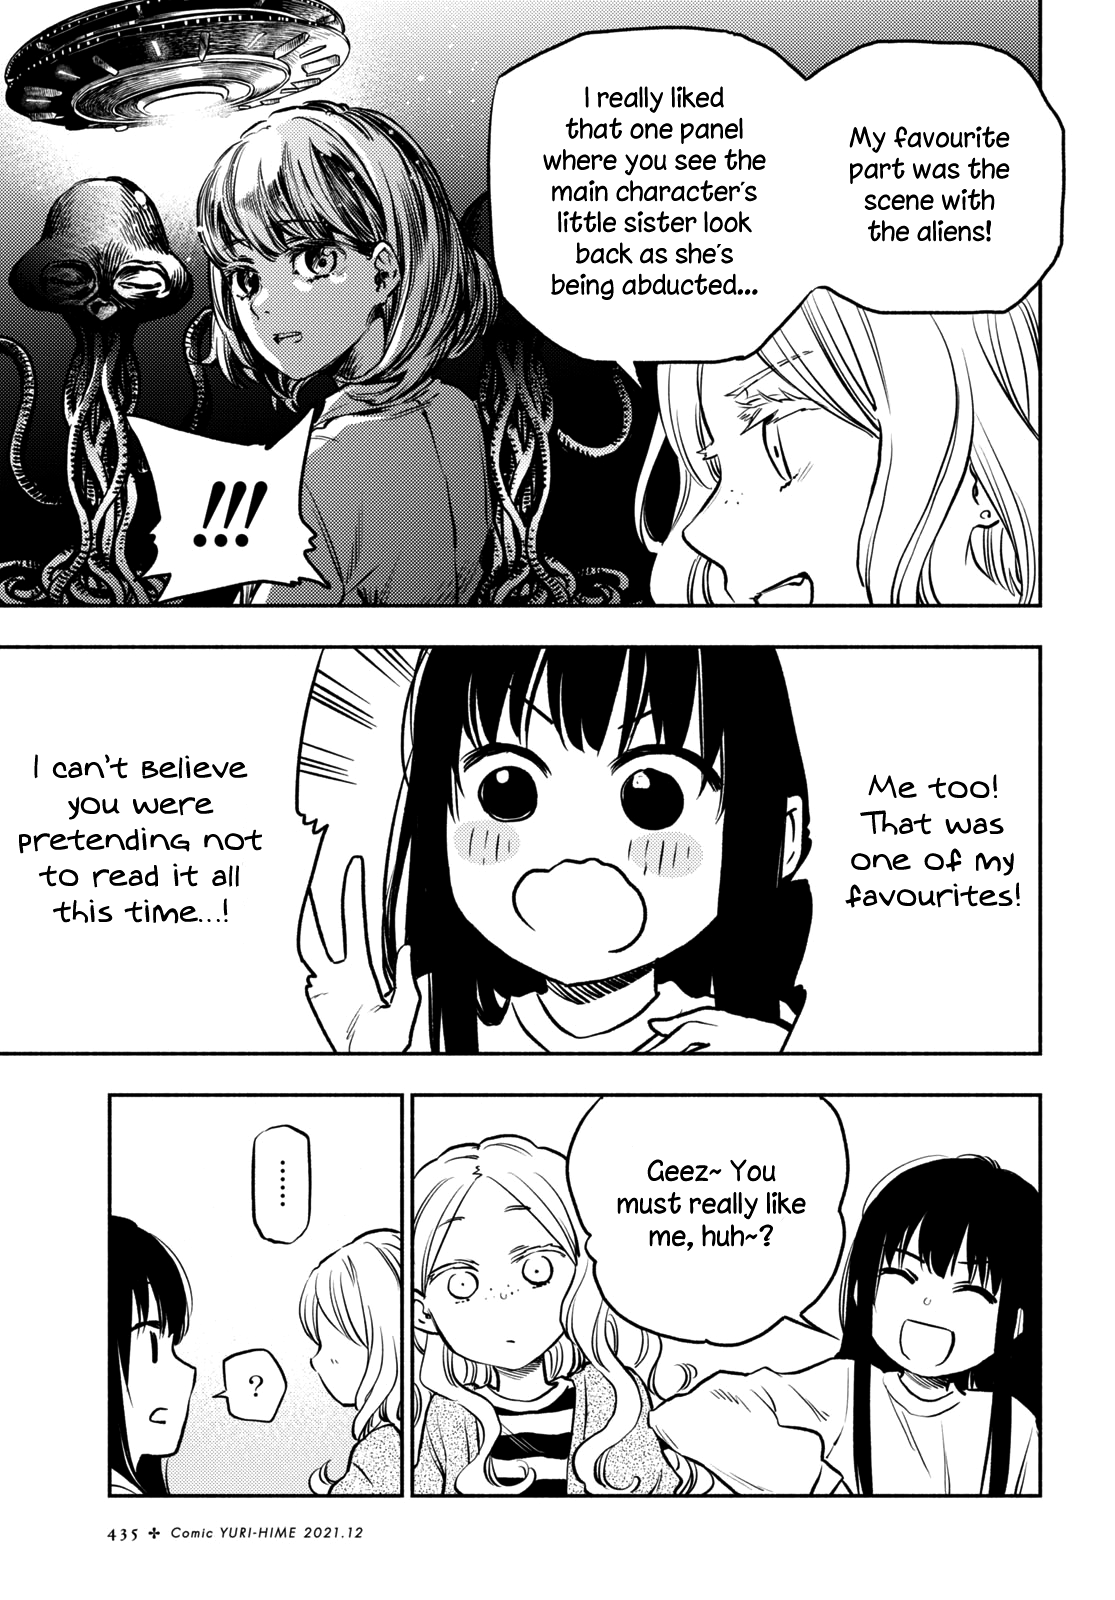 My favourite
part was the
scene with
the aliens!
I really liked
that one panel
where you see the
main character's
little sister look
back as she's
being abducted...
!!!
Me too!
That was
one of my
favourites!
I can't believe
you were
pretending not
to read it all
this time...!
Geez~ You
must really like
me, huh~?
........
?
435 ✣ Comic YURI-HIME 2021.12